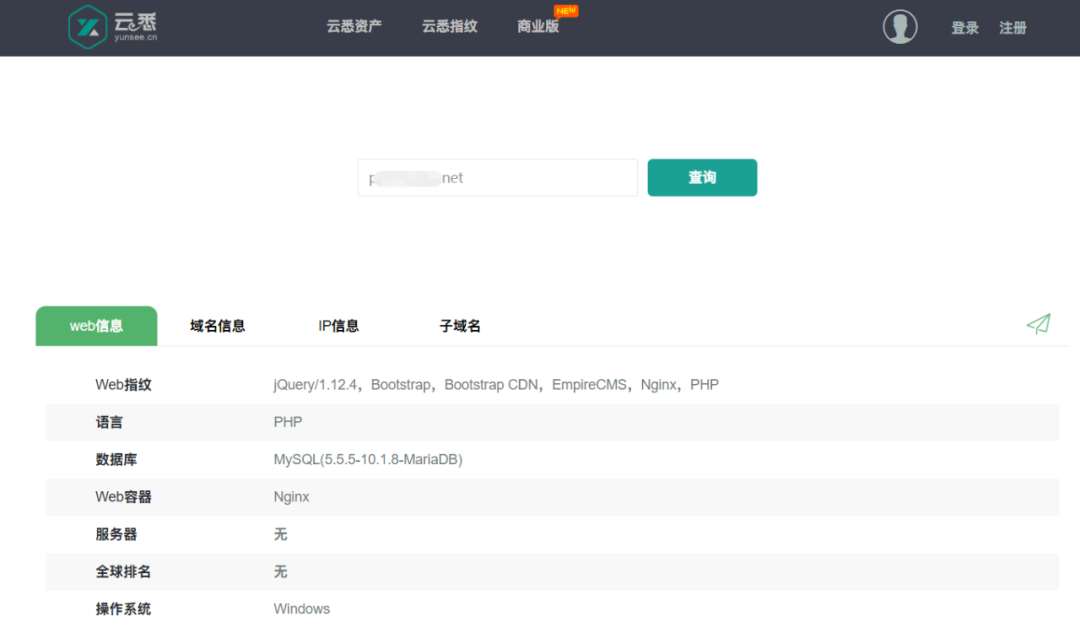 云悉 云悉资产 云悉指纹 商业版 NEW 登录 注册
yunsee.cn
p net 查询
web信息 域名信息 IP信息 子域名
Web指纹 jQuery/1.12.4，Bootstrap，Bootstrap CDN，EmpireCMS，Nginx，PHP
语言 PHP
数据库 MySQL(5.5.5-10.1.8-MariaDB)
Web容器 Nginx
服务器 无
全球排名 无
操作系统 Windows